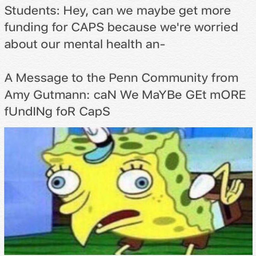 Students: Hey, can we maybe get more
funding for CAPS because we're worried
about our mental health an-
A Message to the Penn Community from
Amy Gutmann: caN We MaYBe GEt mORE
fUndINg foR CapS